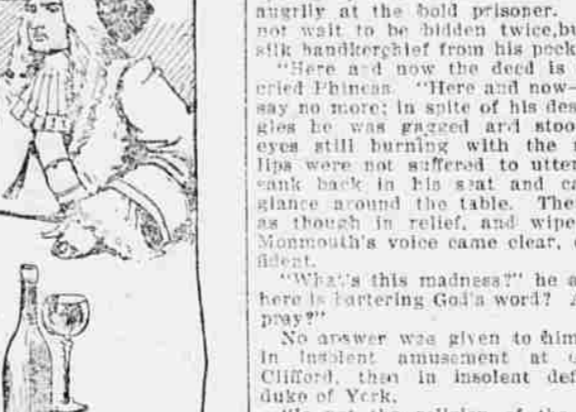 angrily at the bold prisoner.
not wait to be bidden twice, bu
silk handkerchief from his pock
"Here and now the deed is
cried Phineas. "Here and now—
say no more; in spite of his des
gles he was gagged and stoo
eyes still burning with the
lips were not suffered to utter
sank back in his seat and ca
glance around the table. The
as though in relief, and wipe
Monmouth's voice came clear,
fident.
"What's this madness?" he a
here is bartering God's word? A
pray?"
No answer was given to him
in insolent amusement at
Clifford, then in insolent def
duke of York.